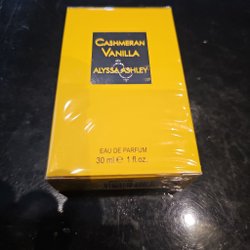 CASHMERAN
VANILLA
ALYSSA ASHLEY
EAU DE PARFUM
30 ml e 1 fl.oz.